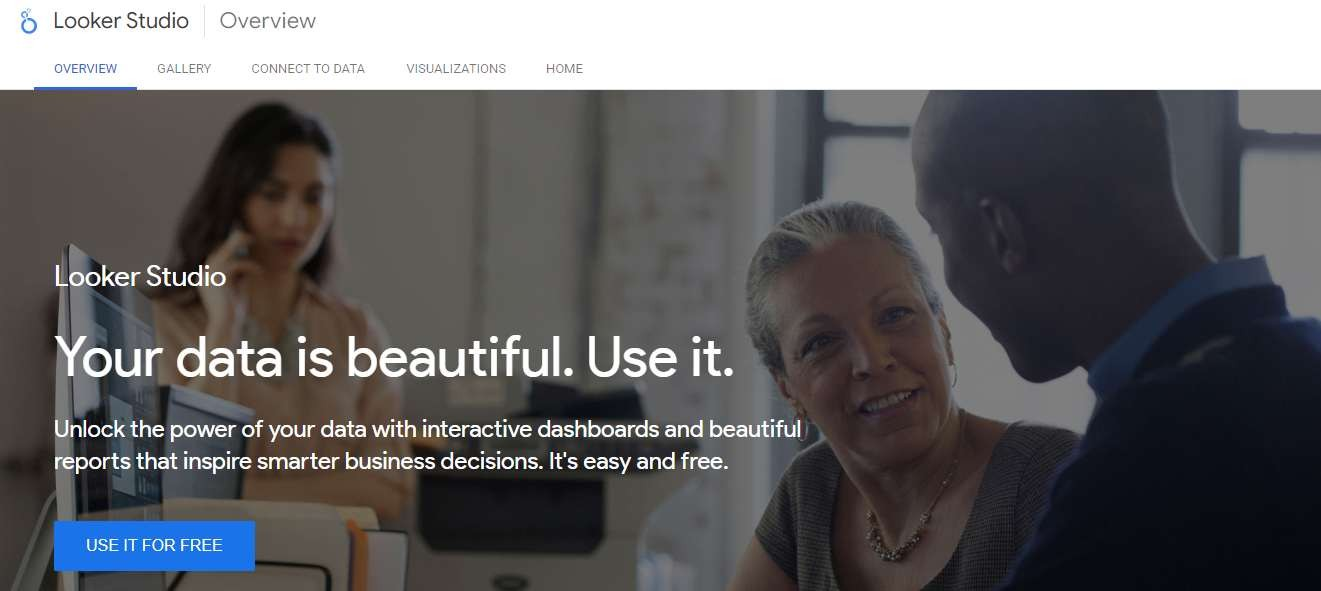 Looker Studio Overview
OVERVIEW GALLERY CONNECT TO DATA VISUALIZATIONS HOME
Looker Studio
Your data is beautiful. Use it.
Unlock the power of your data with interactive dashboards and beautiful
reports that inspire smarter business decisions. It's easy and free.
USE IT FOR FREE